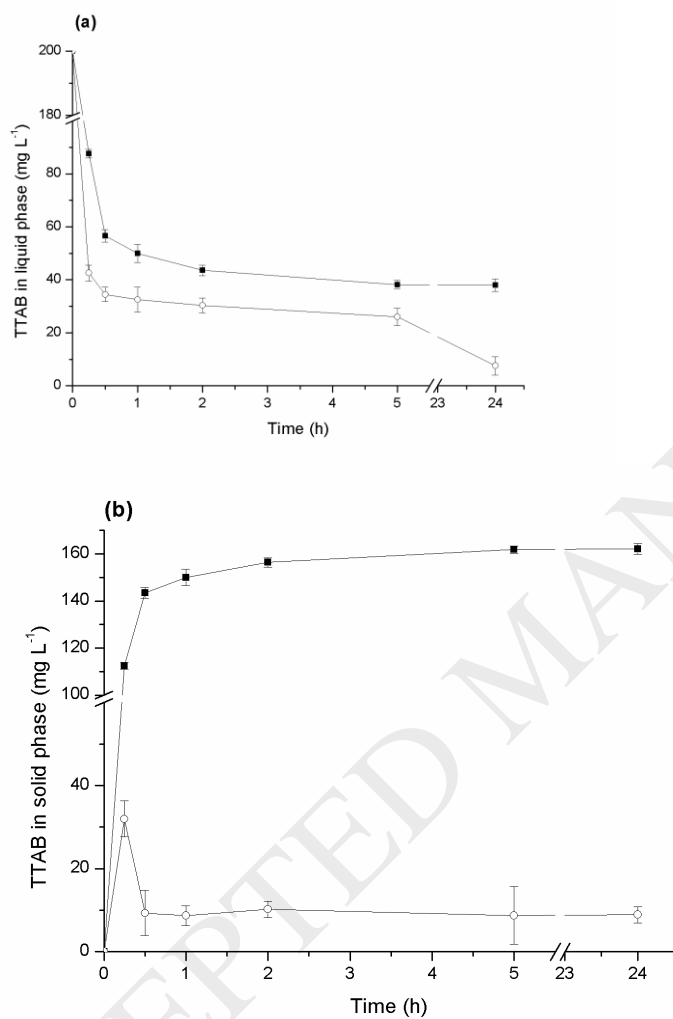 (a)
200
180
80
60
40
20
0
TTAB in liquid phase (mg L⁻¹)
0 1 2 3 4 5 23 24
Time (h)
(b)
160
140
120
100
40
20
0
TTAB in solid phase (mg L⁻¹)
0 1 2 3 4 5 23 24
Time (h)
EPTED MAN